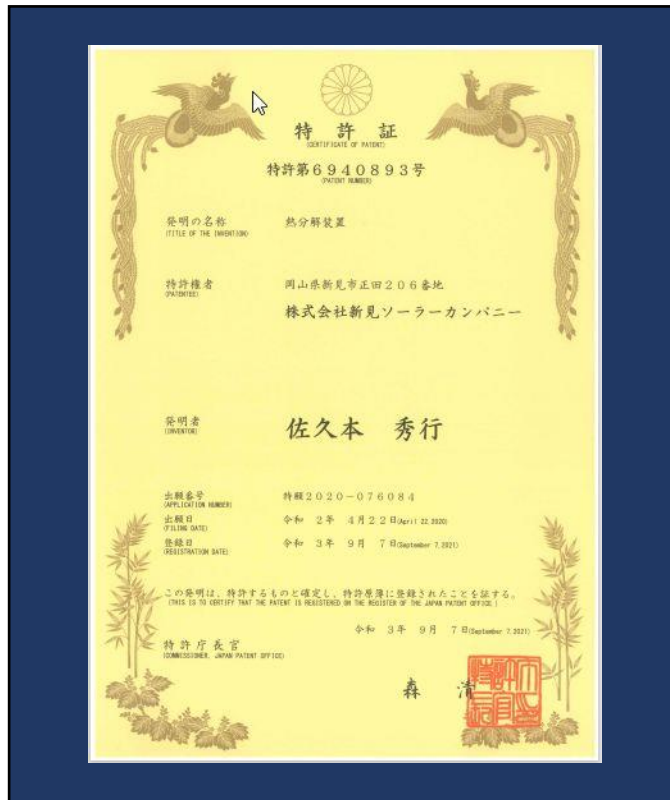 特許証
(CERTIFICATE OF PATENT)
特許第6940893号
(PATENT NUMBER)
発明の名称 熱分解装置
(TITLE OF THE INVENTION)
特許権者 岡山県新見市正田206番地
(PATENTEE)
株式会社新見ソーラーカンパニー
発明者 佐久本 秀行
(INVENTOR)
出願番号 特願2020-076084
(APPLICATION NUMBER)
出願日 令和 2年 4月22日(April 22,2020)
(FILING DATE)
登録日 令和 3年 9月 7日(September 7,2021)
(REGISTRATION DATE)
この発明は、特許するものと確定し、特許原簿に登録されたことを証する。
(THIS IS TO CERTIFY THAT THE PATENT IS REGISTERED ON THE REGISTER OF THE JAPAN PATENT OFFICE.)
令和 3年 9月 7日(September 7,2021)
特許庁長官
(COMMISSIONER, JAPAN PATENT OFFICE)
森 清